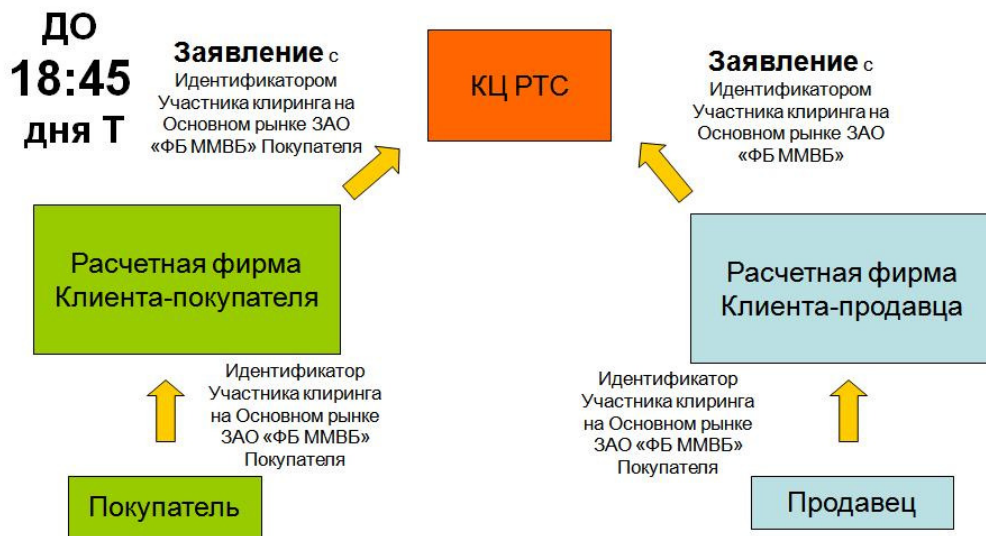 ДО
18:45
дня Т
Заявление с
Идентификатором
Участника клиринга на
Основном рынке ЗАО
«ФБ ММВБ» Покупателя
КЦ РТС
Заявление с
Идентификатором
Участника клиринга на
Основном рынке ЗАО
«ФБ ММВБ»
Расчетная фирма
Клиента-покупателя
Расчетная фирма
Клиента-продавца
Идентификатор
Участника клиринга
на Основном рынке
ЗАО «ФБ ММВБ»
Покупателя
Идентификатор
Участника клиринга
на Основном рынке
ЗАО «ФБ ММВБ»
Покупателя
Покупатель
Продавец